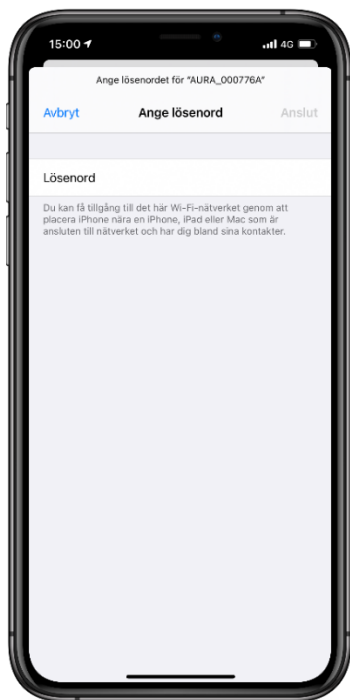 15:00 4G
Ange lösenordet för "AURA_000776A"
Avbryt Ange lösenord Anslut
Lösenord
Du kan få tillgång till det här Wi-Fi-nätverket genom att
placera iPhone nära en iPhone, iPad eller Mac som är
ansluten till nätverket och har dig bland sina kontakter.